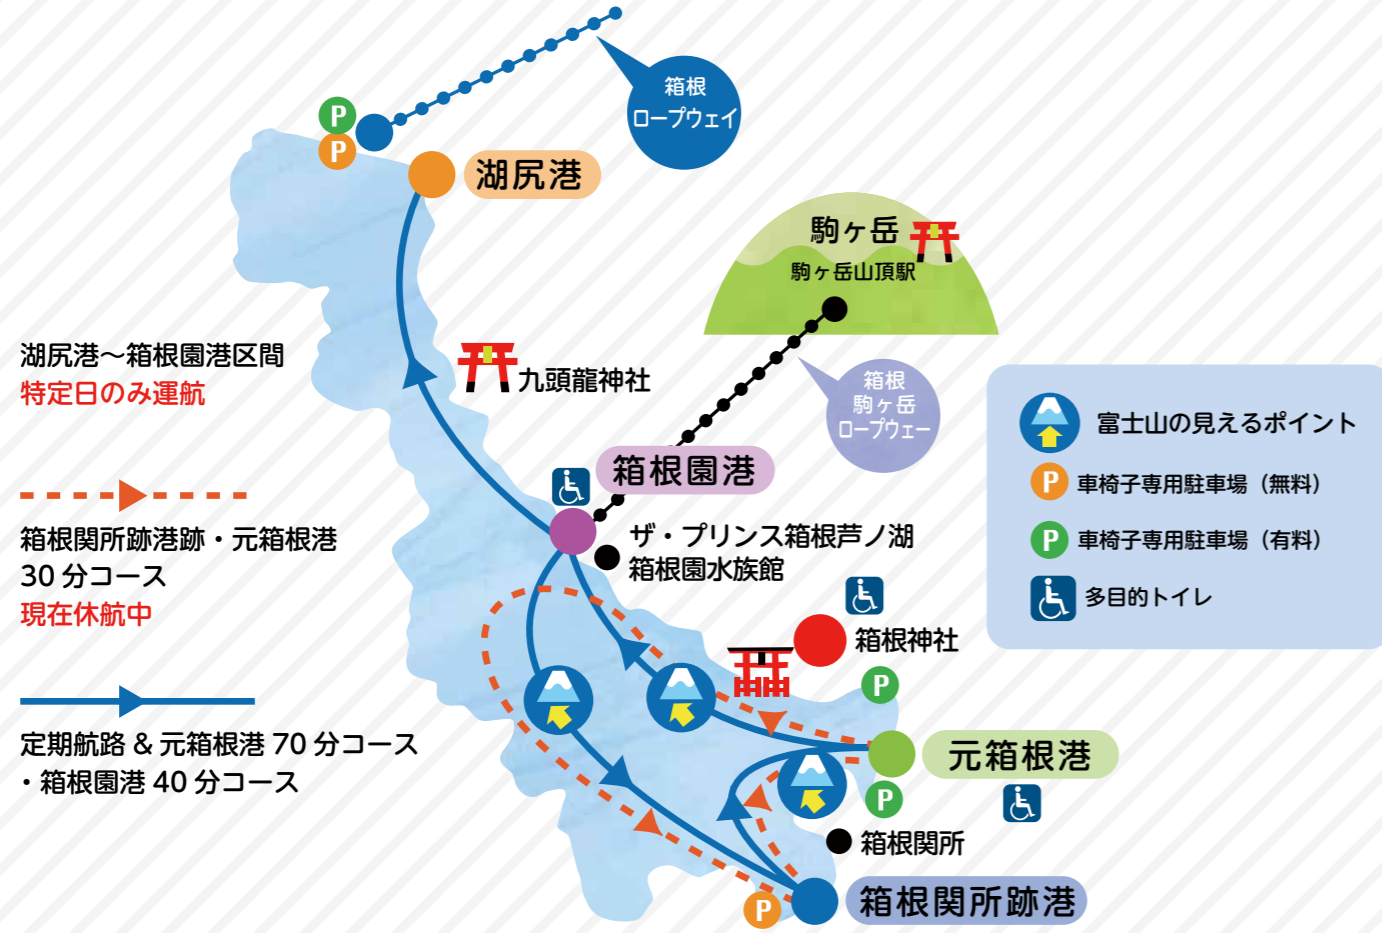 箱根
ロープウェイ
P
P
湖尻港
駒ヶ岳
駒ヶ岳山頂駅
湖尻港〜箱根園港区間
特定日のみ運航
九頭龍神社
箱根
駒ヶ岳
ロープウェー
富士山の見えるポイント
P 車椅子専用駐車場（無料）
P 車椅子専用駐車場（有料）
多目的トイレ
箱根園港
箱根関所跡港跡・元箱根港
30 分コース
現在休航中
ザ・プリンス箱根芦ノ湖
箱根園水族館
箱根神社
P
定期航路 & 元箱根港 70 分コース
・箱根園港 40 分コース
元箱根港
P
箱根関所
箱根関所跡港
P